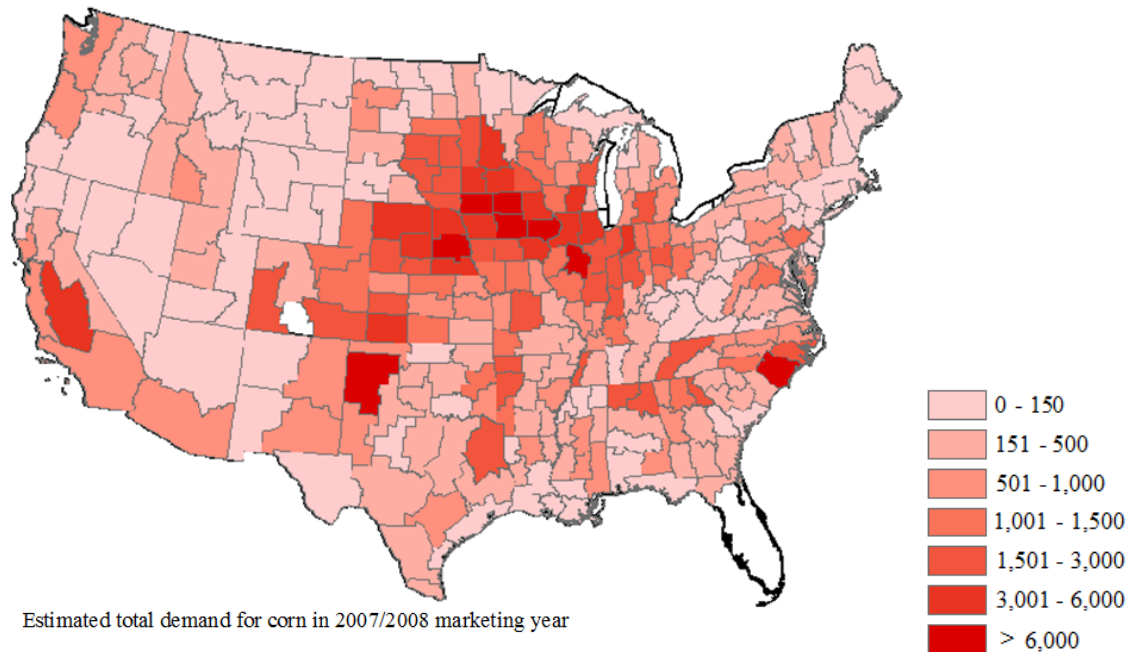 0 - 150
151 - 500
501 - 1,000
1,001 - 1,500
1,501 - 3,000
3,001 - 6,000
> 6,000
Estimated total demand for corn in 2007/2008 marketing year